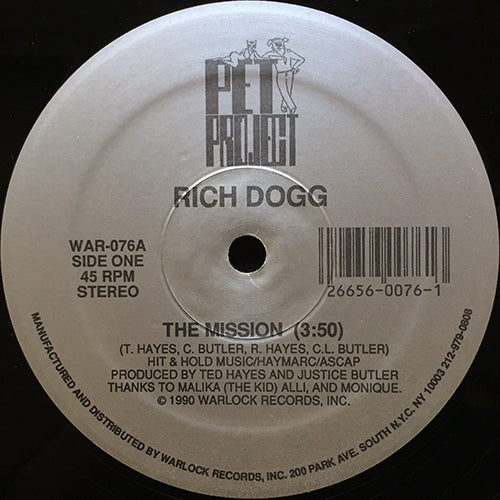 PET
PROJECT
RICH DOGG
WAR-076A
SIDE ONE
45 RPM
STEREO
26656-0076-1
THE MISSION (3:50)
(T. HAYES, C. BUTLER, R. HAYES, C.L. BUTLER)
HIT & HOLD MUSIC/HAYMARC/ASCAP
PRODUCED BY TED HAYES AND JUSTICE BUTLER
THANKS TO MALIKA (THE KID) ALLI, AND MONIQUE.
© 1990 WARLOCK RECORDS, INC.
MANUFACTURED AND DISTRIBUTED BY WARLOCK RECORDS, INC. 200 PARK AVE. SOUTH N.Y.C. NY 10003 212-979-0808